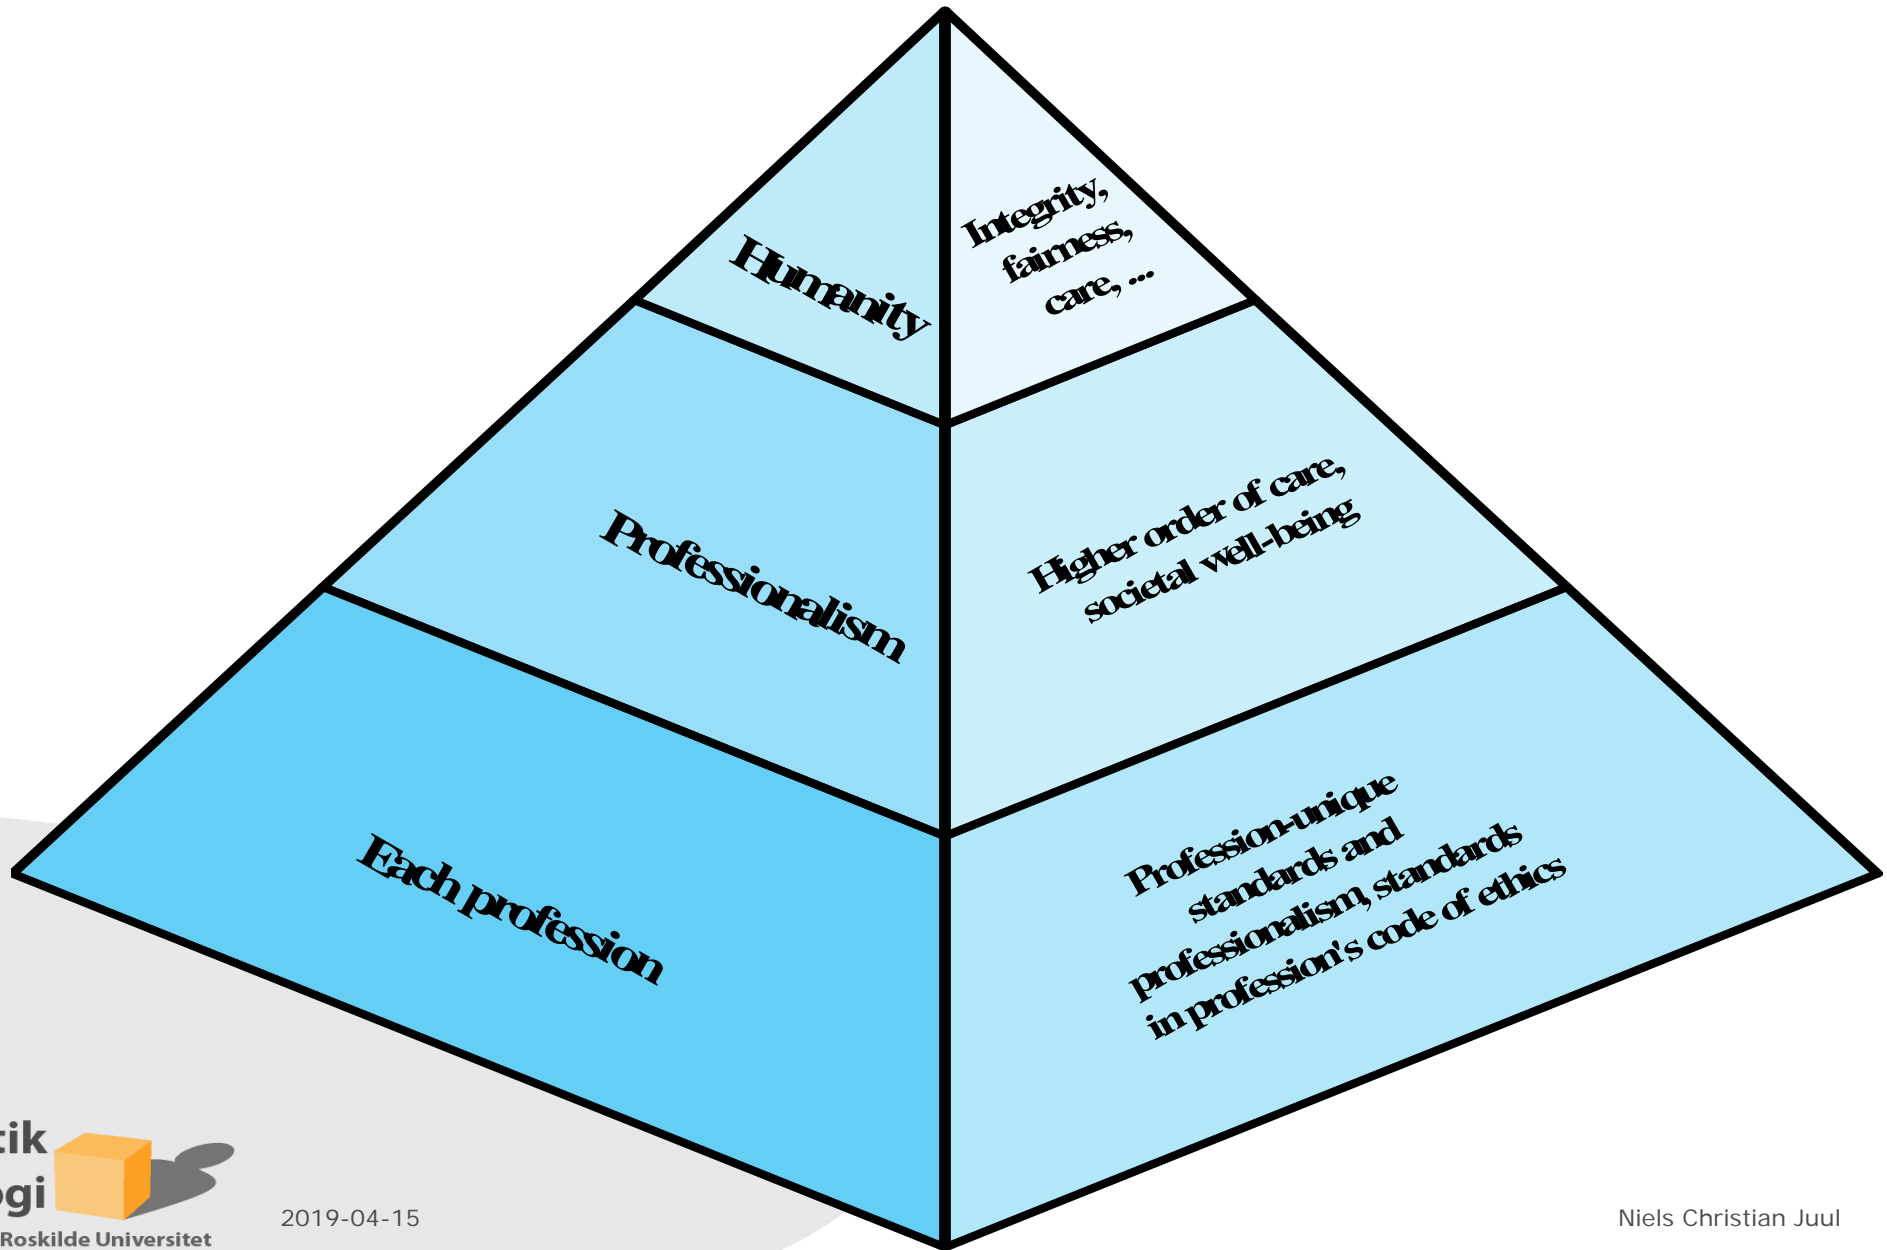 Humanity
Integrity,
fairness,
care, ...
Professionalism
Higher order of care,
societal well-being
Each profession
Profession-unique
standards and
professionalism, standards
in profession's code of ethics
tik
gi
Roskilde Universitet
2019-04-15
Niels Christian Juul